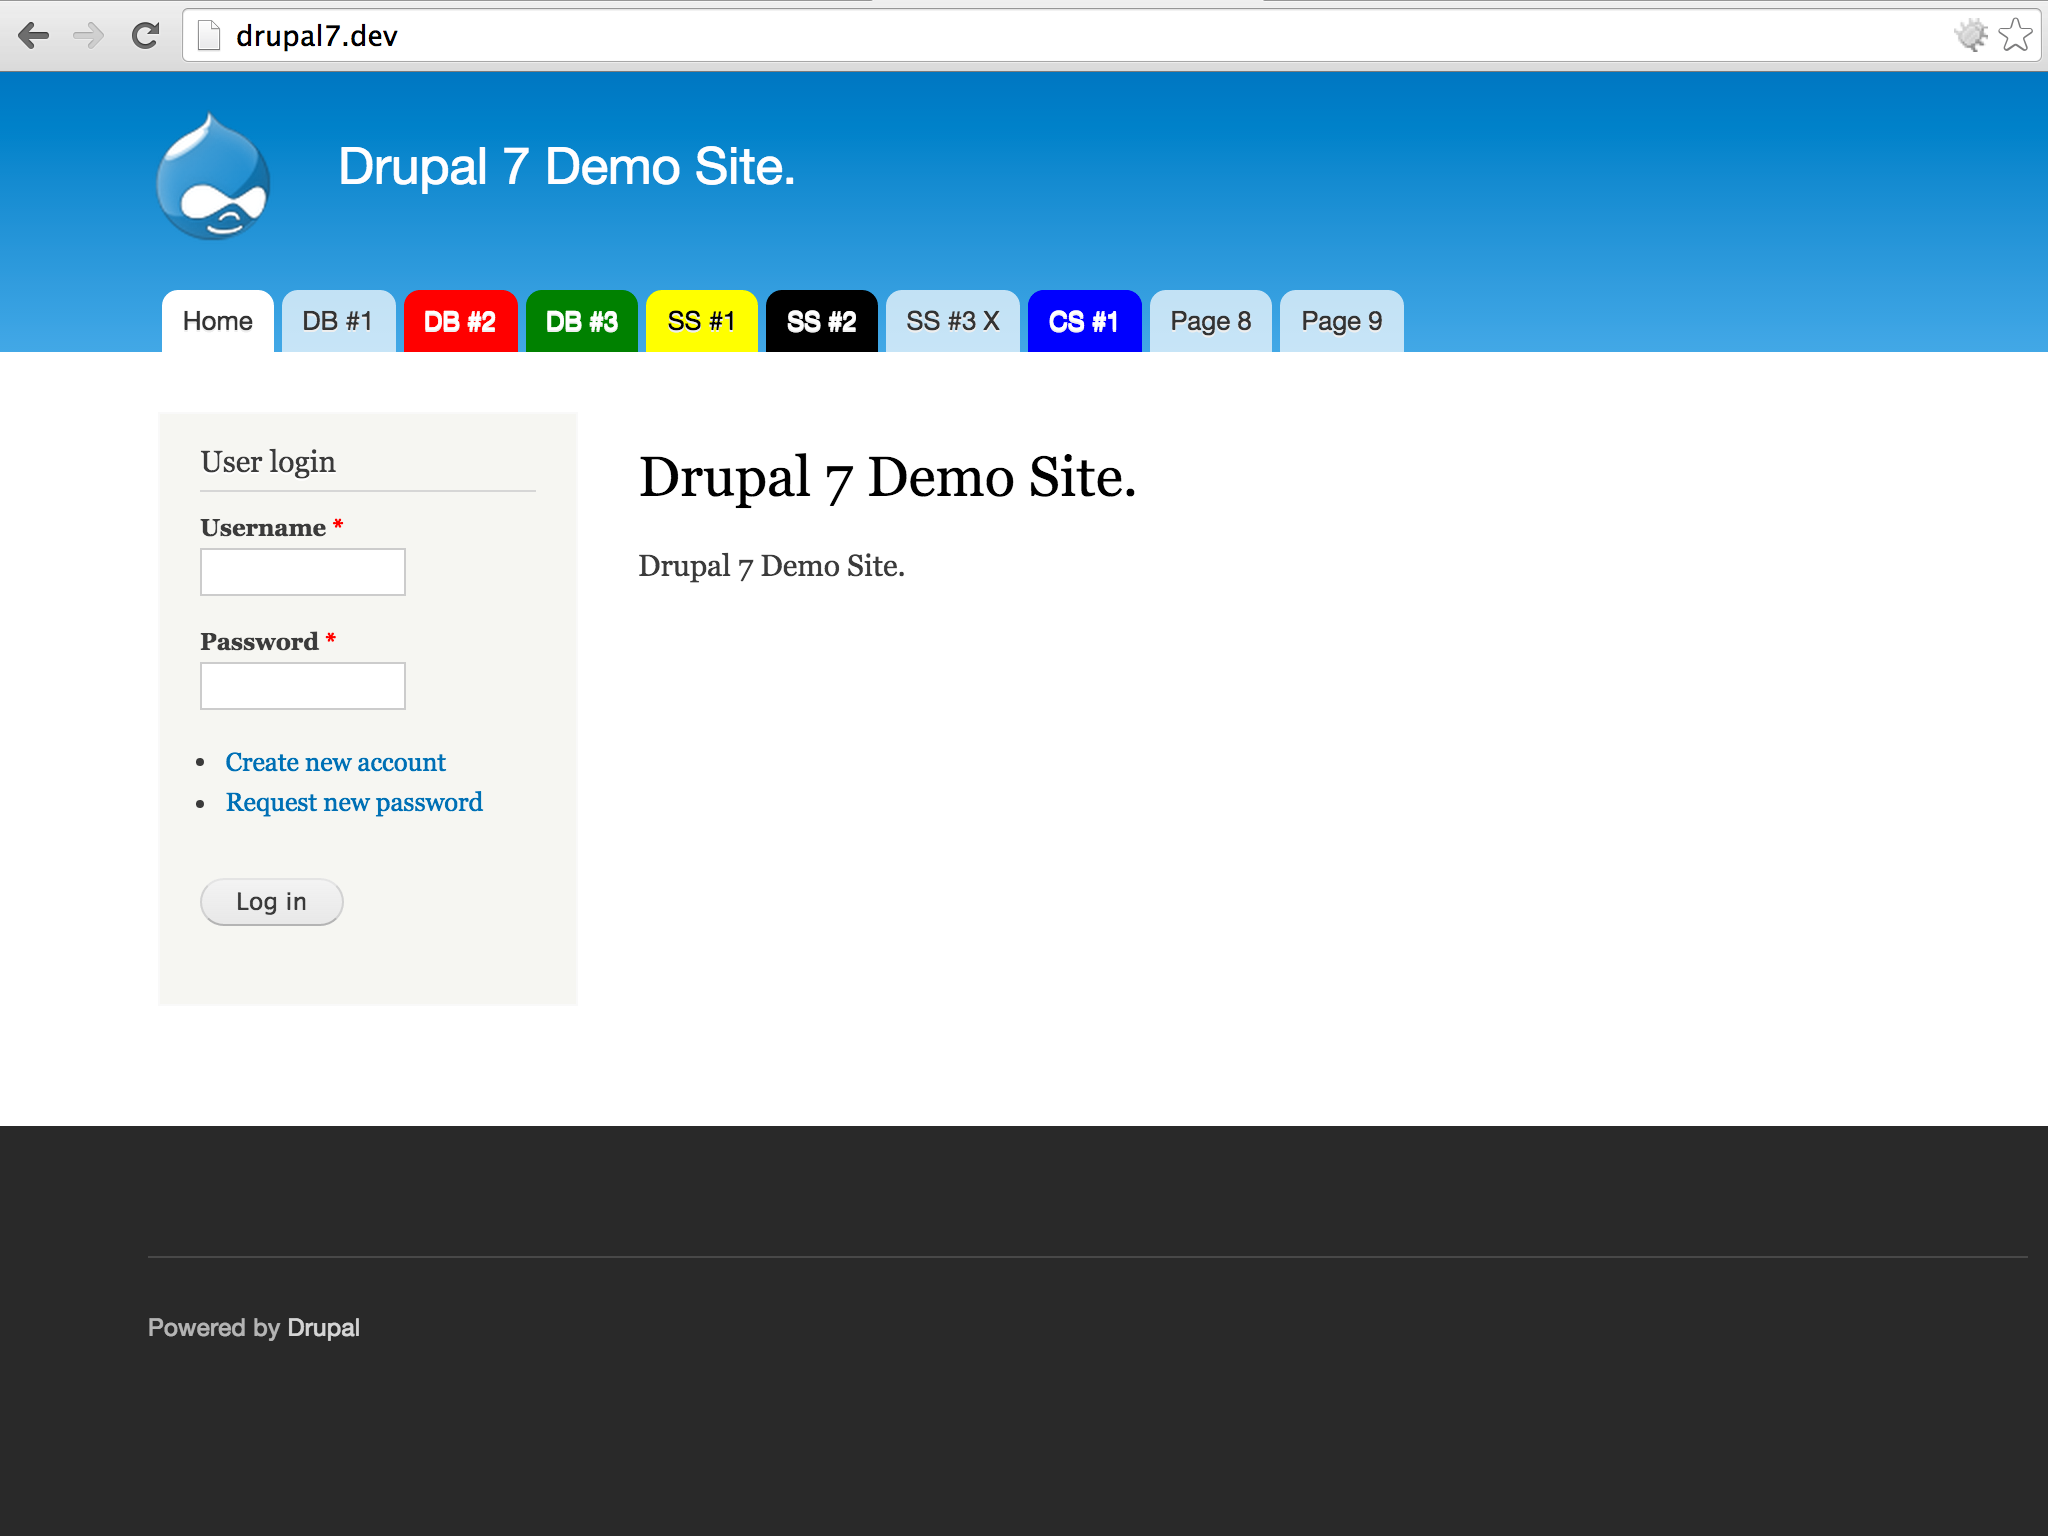 drupal7.dev
Drupal 7 Demo Site.
Home DB #1 DB #2 DB #3 SS #1 SS #2 SS #3 X CS #1 Page 8 Page 9
User login
Username *
Password *
Create new account
Request new password
Log in
Drupal 7 Demo Site.
Drupal 7 Demo Site.
Powered by Drupal